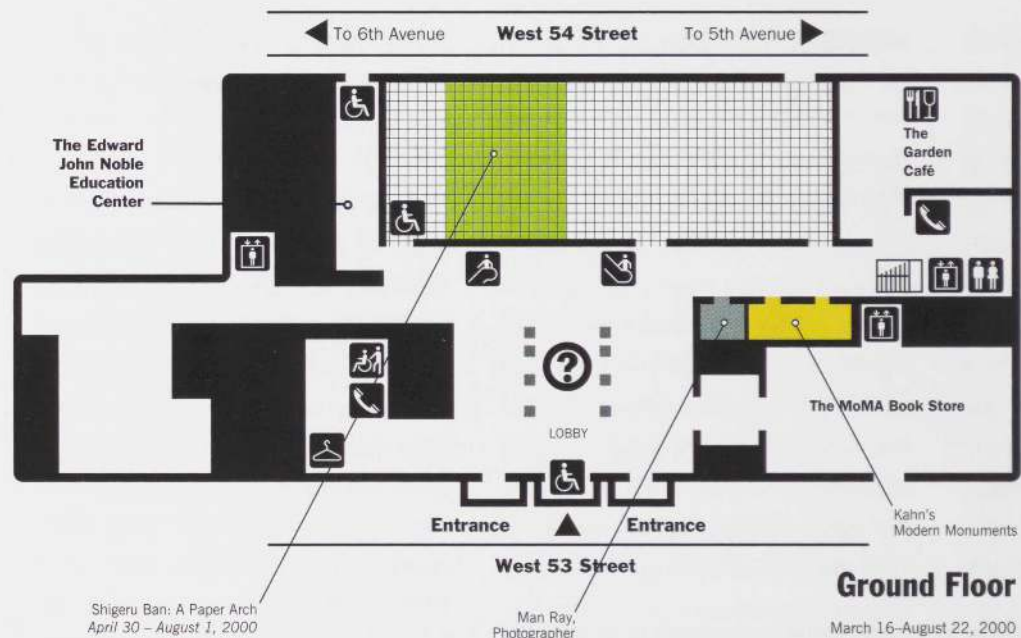 To 6th Avenue West 54 Street To 5th Avenue
The Edward
John Noble
Education
Center
The
Garden
Café
?
LOBBY
The MoMA Book Store
Entrance Entrance
West 53 Street
Kahn's
Modern Monuments
Shigeru Ban: A Paper Arch
April 30 – August 1, 2000
Man Ray,
Photographer
Ground Floor
March 16–August 22, 2000